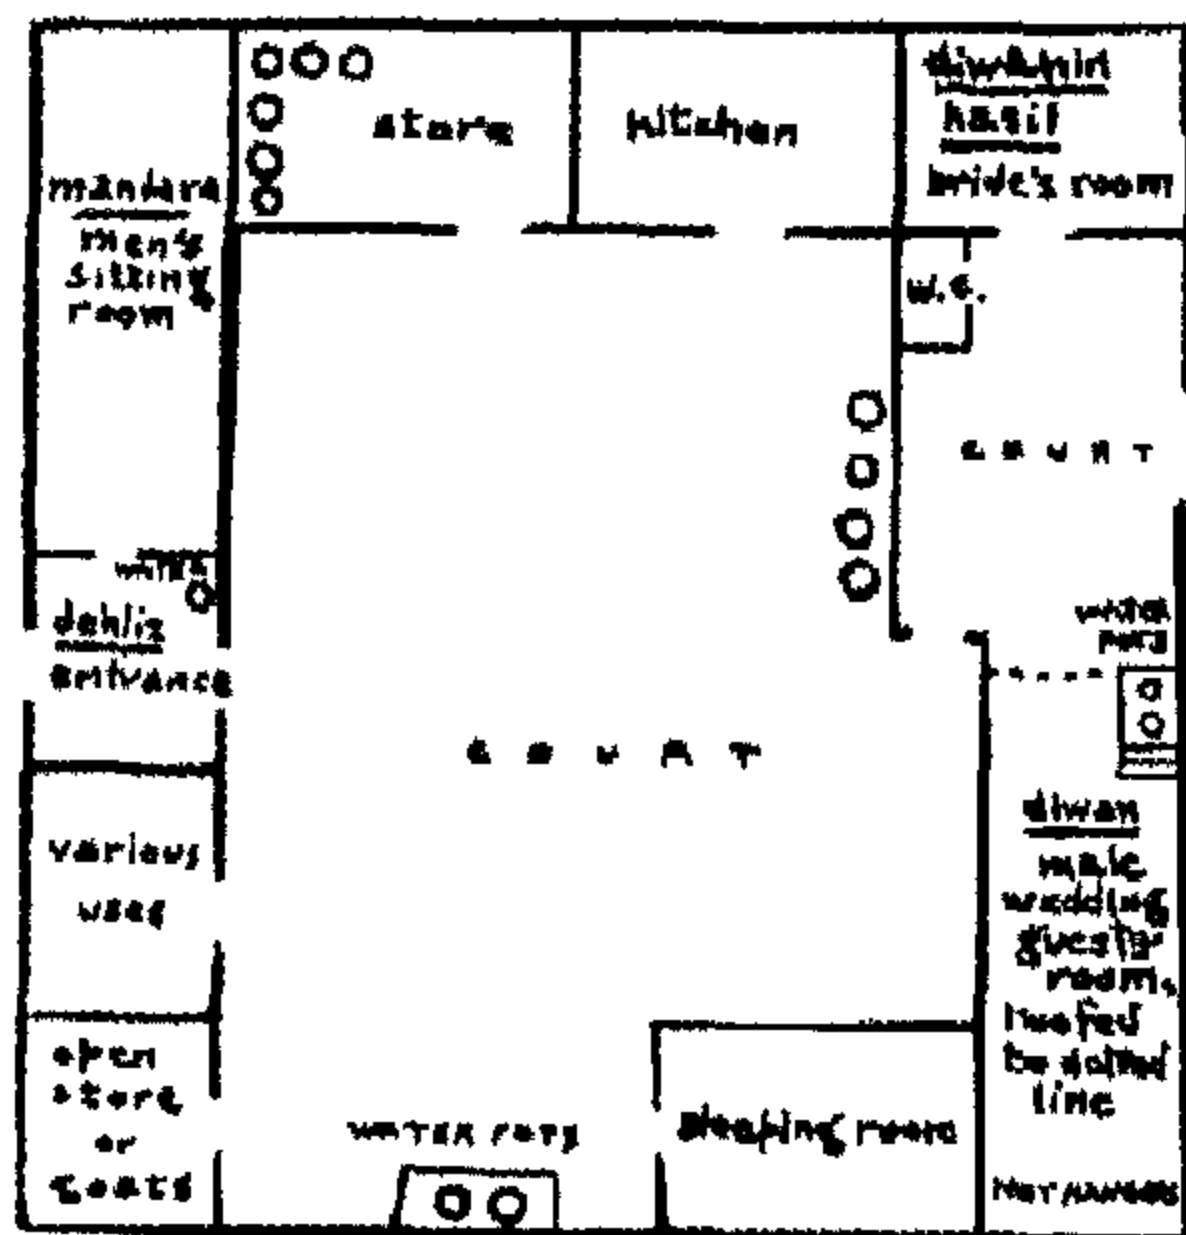 mandara
men's
sitting
room
store
kitchen
diwanin
hasil
bride's room
W.C.
COURT
WATER
dehliz
entrance
COURT
WATER
POTS
various
uses
diwan
male
wedding
guests'
room,
roofed
to dotted
line
open
store
or
goats
WATER POTS
sleeping room